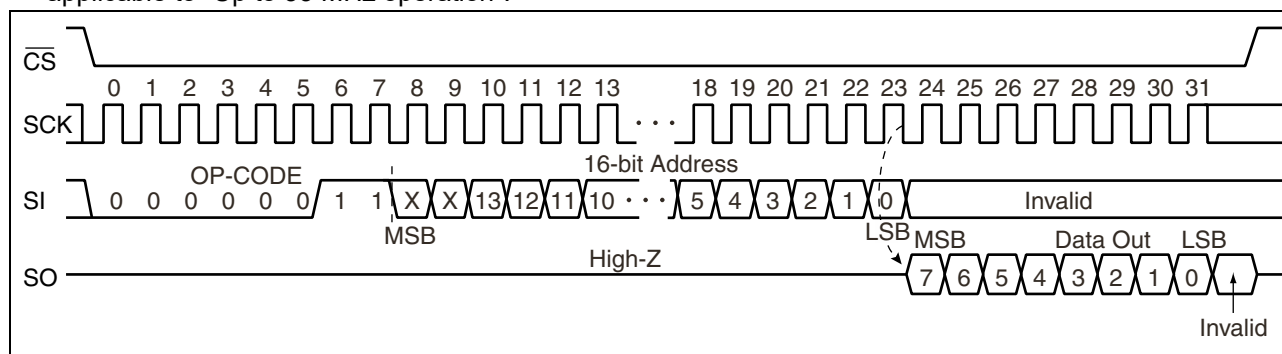 applicable to "Up to 30 MHz operation".
CS
0 1 2 3 4 5 6 7 8 9 10 11 12 13 18 19 20 21 22 23 24 25 26 27 28 29 30 31
SCK · · ·
OP-CODE 16-bit Address
SI 0 0 0 0 0 0 1 1 X X 13 12 11 10 · · · 5 4 3 2 1 0 Invalid
MSB LSB MSB Data Out LSB
High-Z
SO 7 6 5 4 3 2 1 0
Invalid